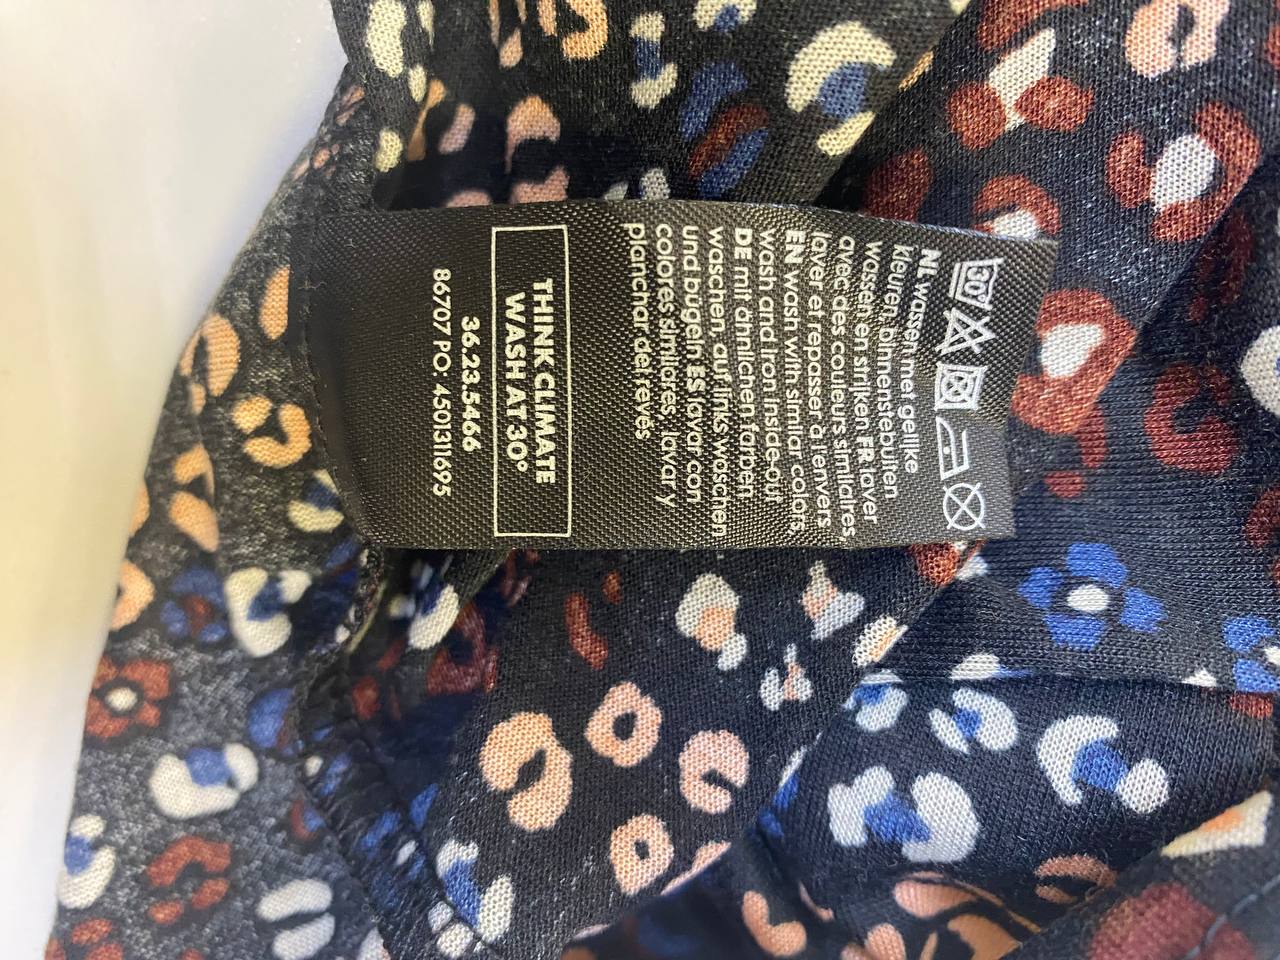 30
NL wassen met gelijke
kleuren, binnenstebuiten
wassen en strijken FR laver
avec des couleurs similaires
laver et repasser à l'envers
EN wash with similar colors,
wash and iron inside-out
DE mit ähnlichen farben
waschen, auf links waschen
und bügeln ES lavar con
colores similares, lavar y
planchar del revés
THINK CLIMATE
WASH AT 30°
36.23.5466
86707 PO 4501311695